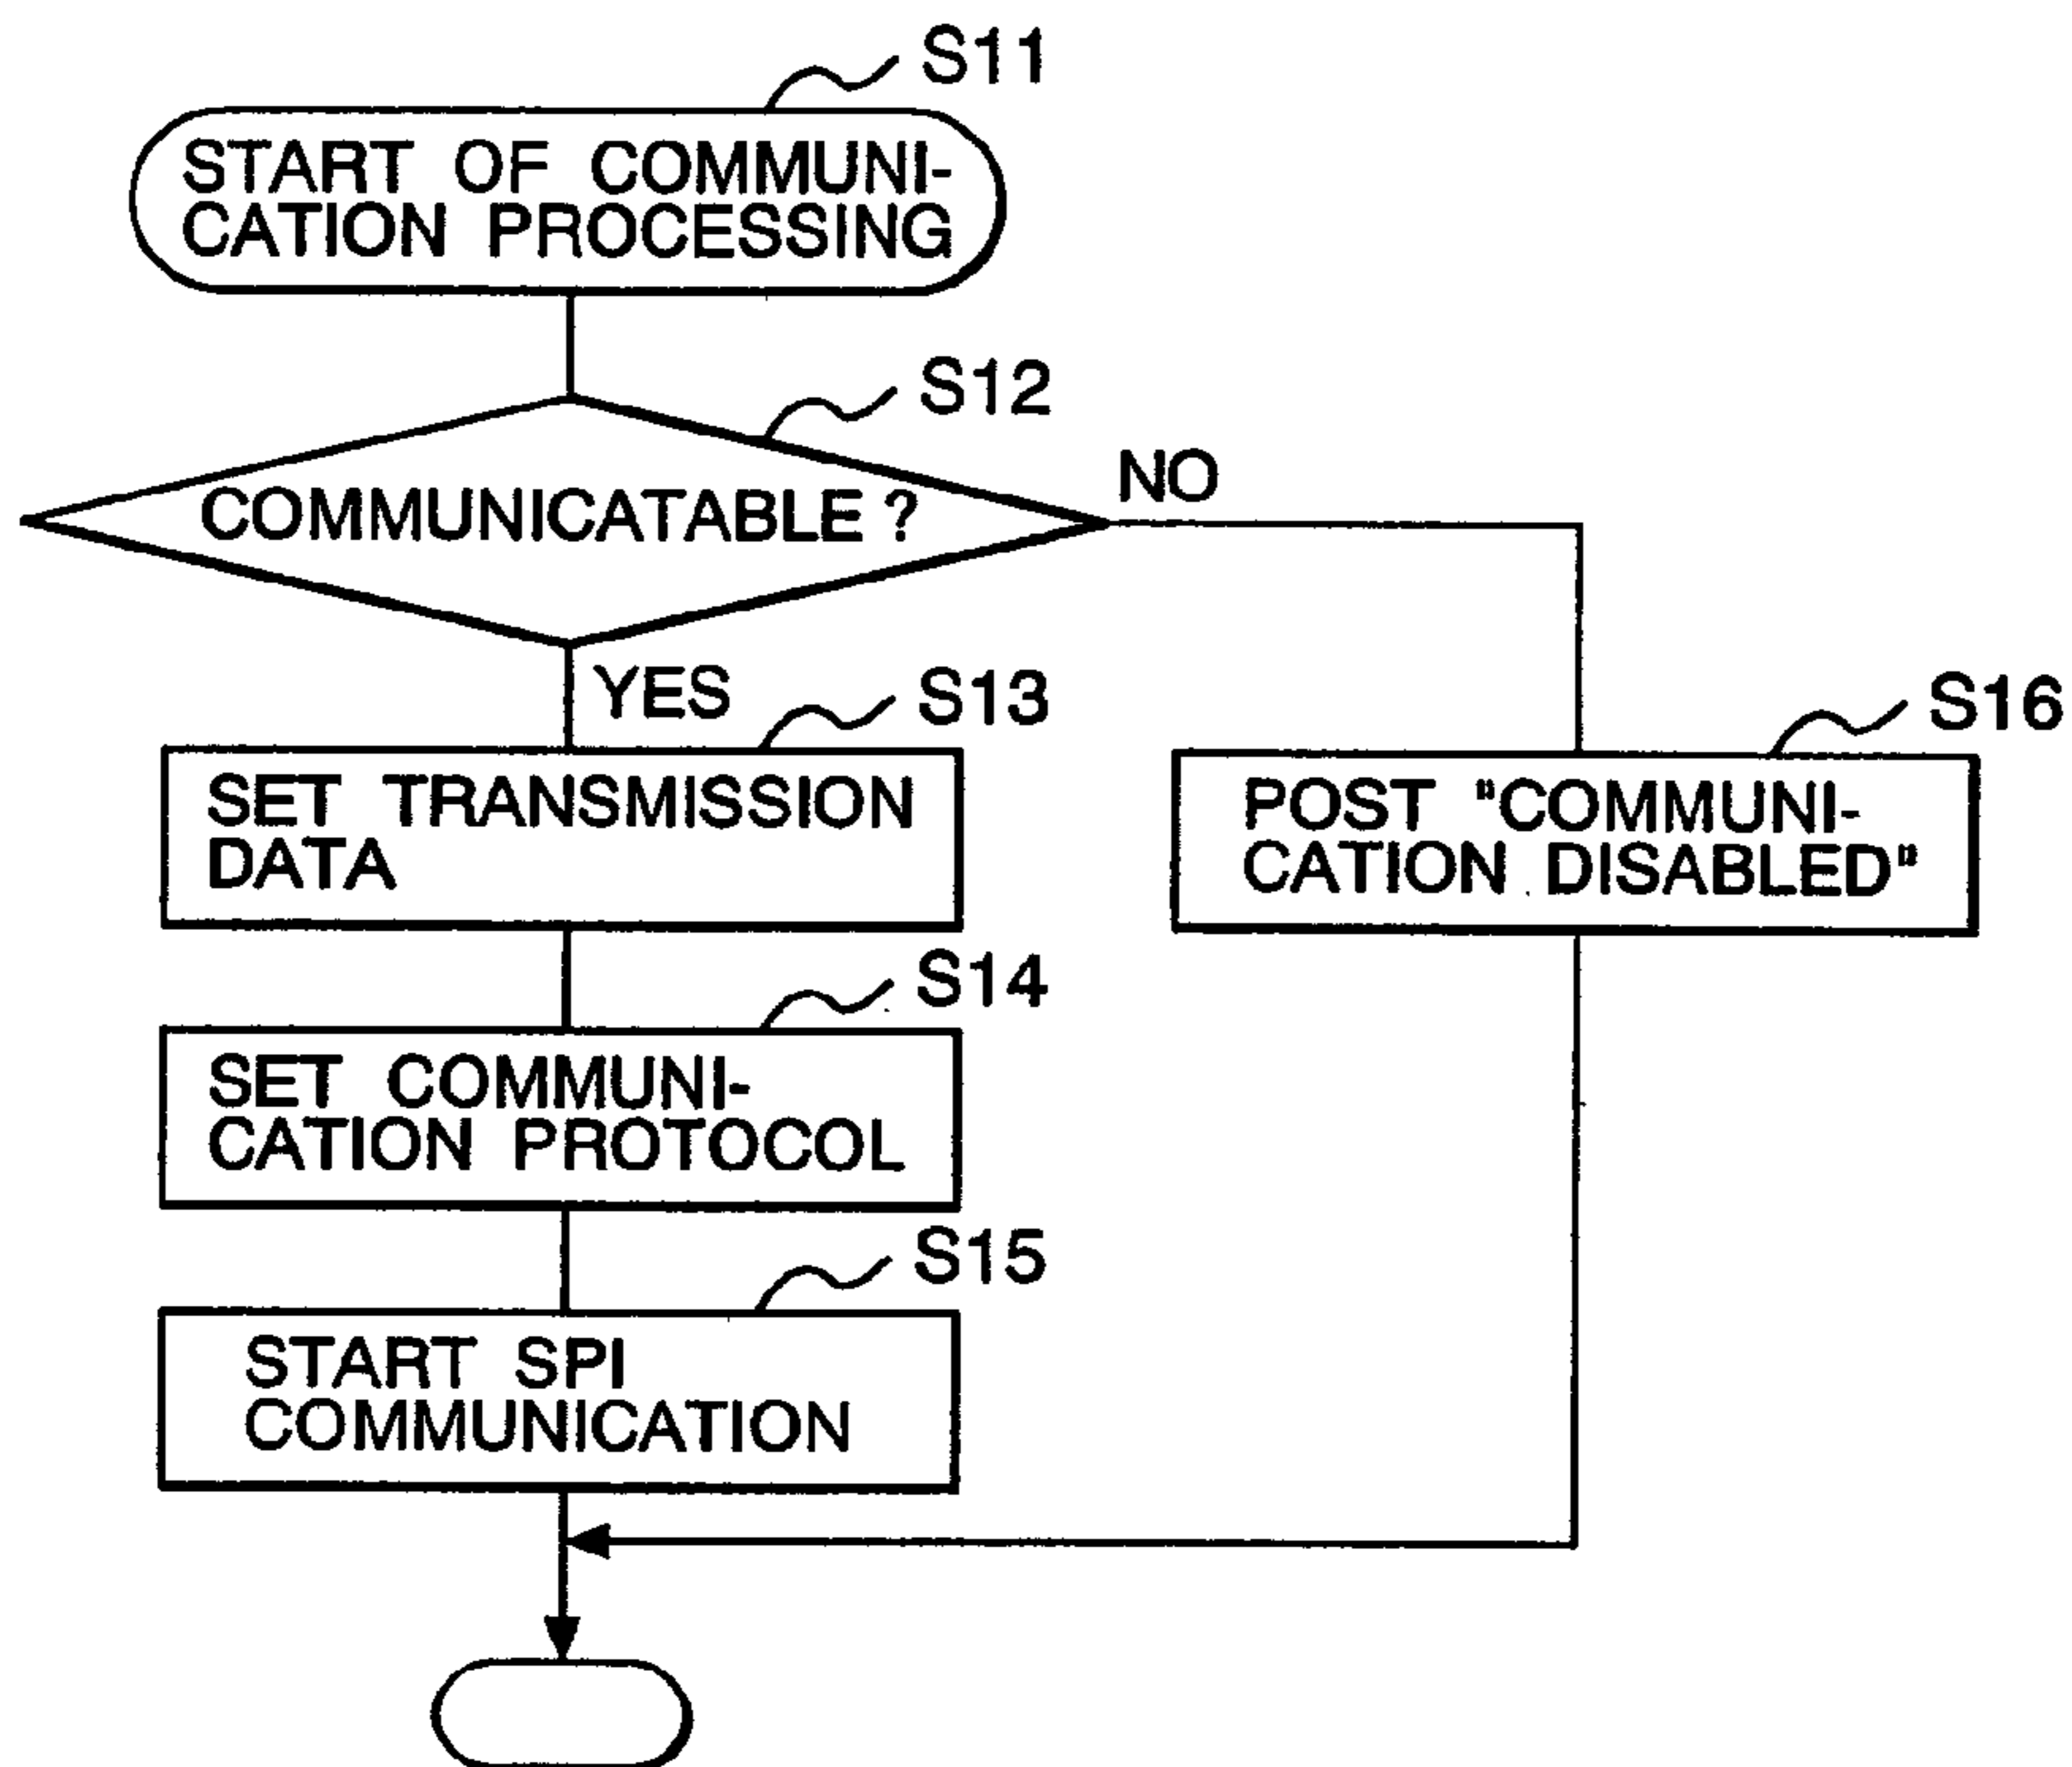 S11
START OF COMMUNI-
CATION PROCESSING
S12
COMMUNICATABLE ?
NO
YES
S13
SET TRANSMISSION
DATA
S16
POST "COMMUNI-
CATION DISABLED"
S14
SET COMMUNI-
CATION PROTOCOL
S15
START SPI
COMMUNICATION